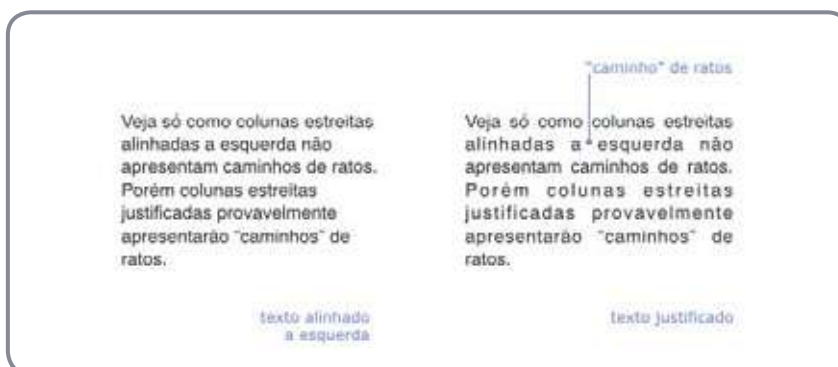 "caminho" de ratos
Veja só como colunas estreitas
alinhadas a esquerda não
apresentam caminhos de ratos.
Porém colunas estreitas
justificadas provavelmente
apresentarão "caminhos" de
ratos.
texto alinhado
a esquerda
Veja só como colunas estreitas
alinhadas a esquerda não
apresentam caminhos de ratos.
Porém colunas estreitas
justificadas provavelmente
apresentarão "caminhos" de
ratos.
texto justificado